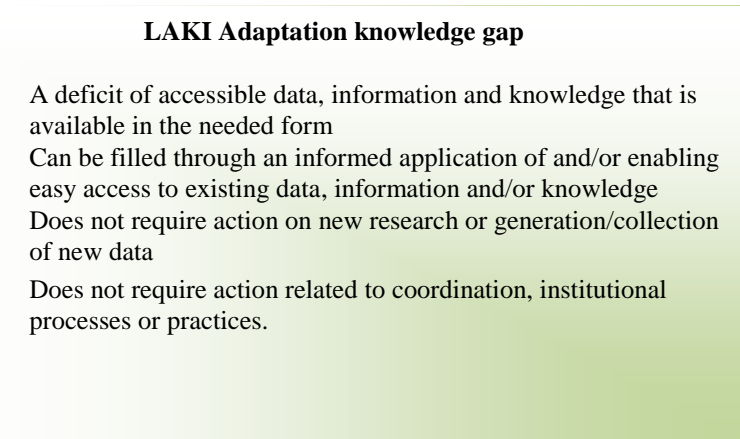 LAKI Adaptation knowledge gap
A deficit of accessible data, information and knowledge that is
available in the needed form
Can be filled through an informed application of and/or enabling
easy access to existing data, information and/or knowledge
Does not require action on new research or generation/collection
of new data
Does not require action related to coordination, institutional
processes or practices.